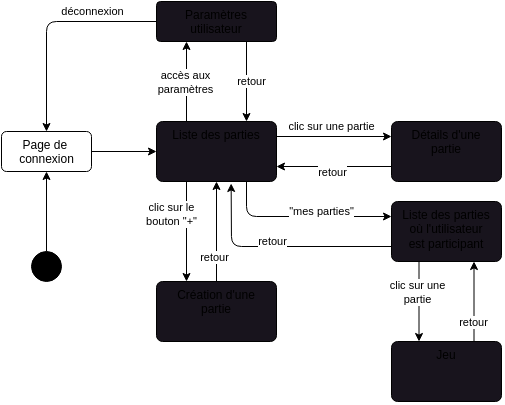 déconnexion
Paramètres
utilisateur
accès aux
paramètres
retour
Page de
connexion
Liste des parties
clic sur une partie
retour
Détails d'une
partie
clic sur le
bouton "+"
retour
"mes parties"
retour
Liste des parties
où l'utilisateur
est participant
Création d'une
partie
clic sur une
partie
retour
Jeu